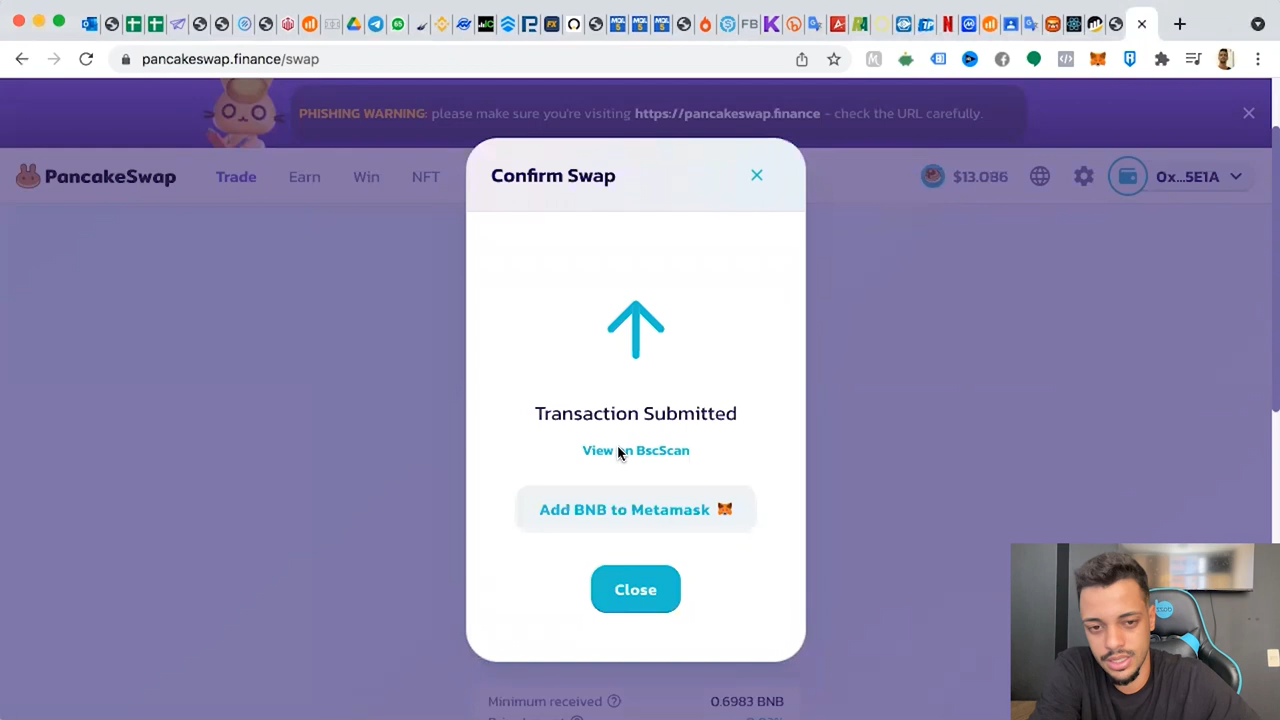 pancakeswap.finance/swap
PHISHING WARNING: please make sure you're visiting https://pancakeswap.finance - check the URL carefully.
PancakeSwap Trade Earn Win NFT $13.086 0x...5E1A
Confirm Swap
Transaction Submitted
View on BscScan
Add BNB to Metamask
Close
Minimum received 0.6983 BNB